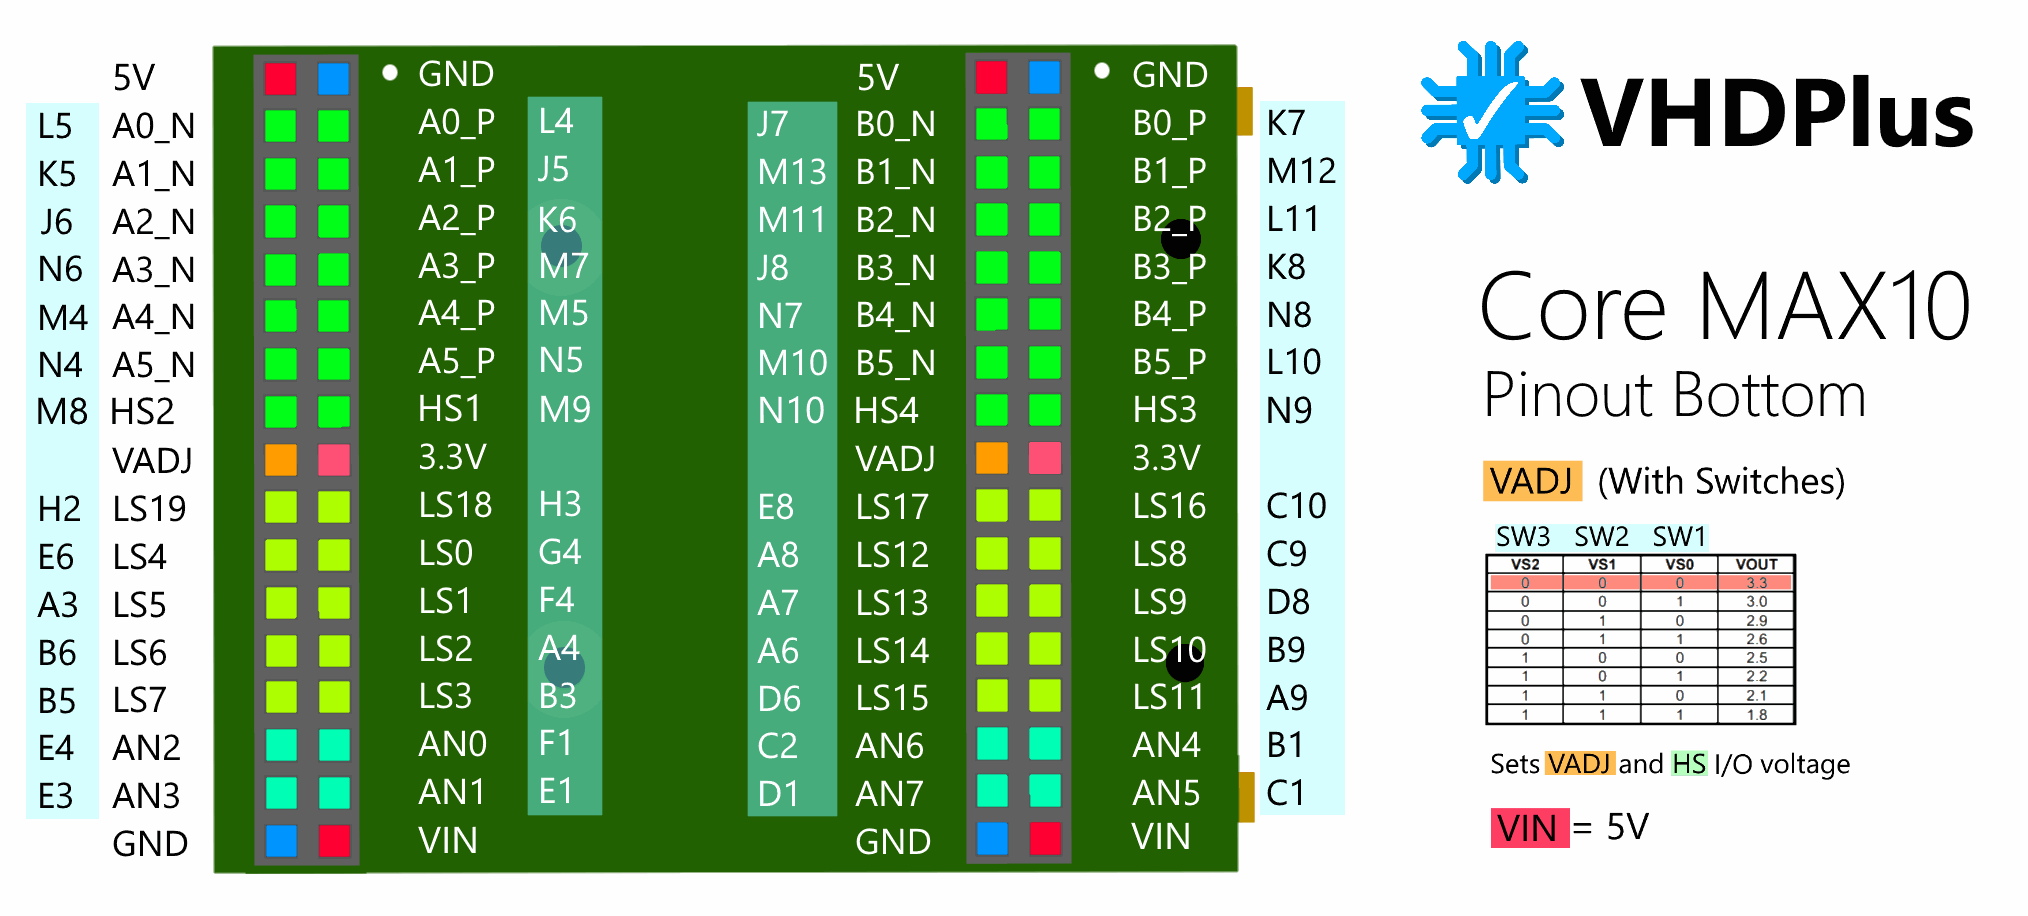 5V GND 5V GND
L5 A0_N A0_P L4 J7 B0_N B0_P K7
K5 A1_N A1_P J5 M13 B1_N B1_P M12
J6 A2_N A2_P K6 M11 B2_N B2_P L11
N6 A3_N A3_P M7 J8 B3_N B3_P K8
M4 A4_N A4_P M5 N7 B4_N B4_P N8
N4 A5_N A5_P N5 M10 B5_N B5_P L10
M8 HS2 HS1 M9 N10 HS4 HS3 N9
VADJ 3.3V VADJ 3.3V
H2 LS19 LS18 H3 E8 LS17 LS16 C10
E6 LS4 LS0 G4 A8 LS12 LS8 C9
A3 LS5 LS1 F4 A7 LS13 LS9 D8
B6 LS6 LS2 A4 A6 LS14 LS10 B9
B5 LS7 LS3 B3 D6 LS15 LS11 A9
E4 AN2 AN0 F1 C2 AN6 AN4 B1
E3 AN3 AN1 E1 D1 AN7 AN5 C1
GND VIN GND VIN
VHDPlus
Core MAX10
Pinout Bottom
VADJ (With Switches)
SW3 SW2 SW1
VS2 VS1 VS0 VOUT
0 0 0 3.3
0 0 1 3.0
0 1 0 2.9
0 1 1 2.6
1 0 0 2.5
1 0 1 2.2
1 1 0 2.1
1 1 1 1.8
Sets VADJ and HS I/O voltage
VIN = 5V